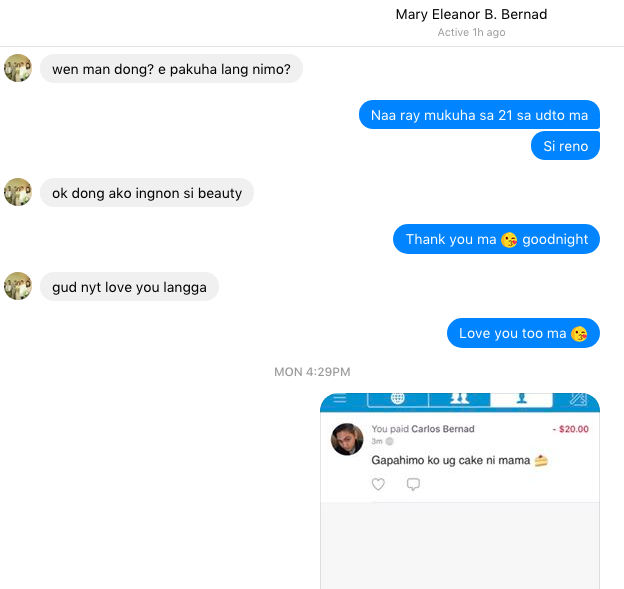 Mary Eleanor B. Bernad
Active 1h ago
wen man dong? e pakuha lang nimo?
Naa ray mukuha sa 21 sa udto ma
Si reno
ok dong ako ingnon si beauty
Thank you ma 😘 goodnight
gud nyt love you langga
Love you too ma 😘
MON 4:29PM
You paid Carlos Bernad - $20.00
3m
Gapahimo ko ug cake ni mama 🍰